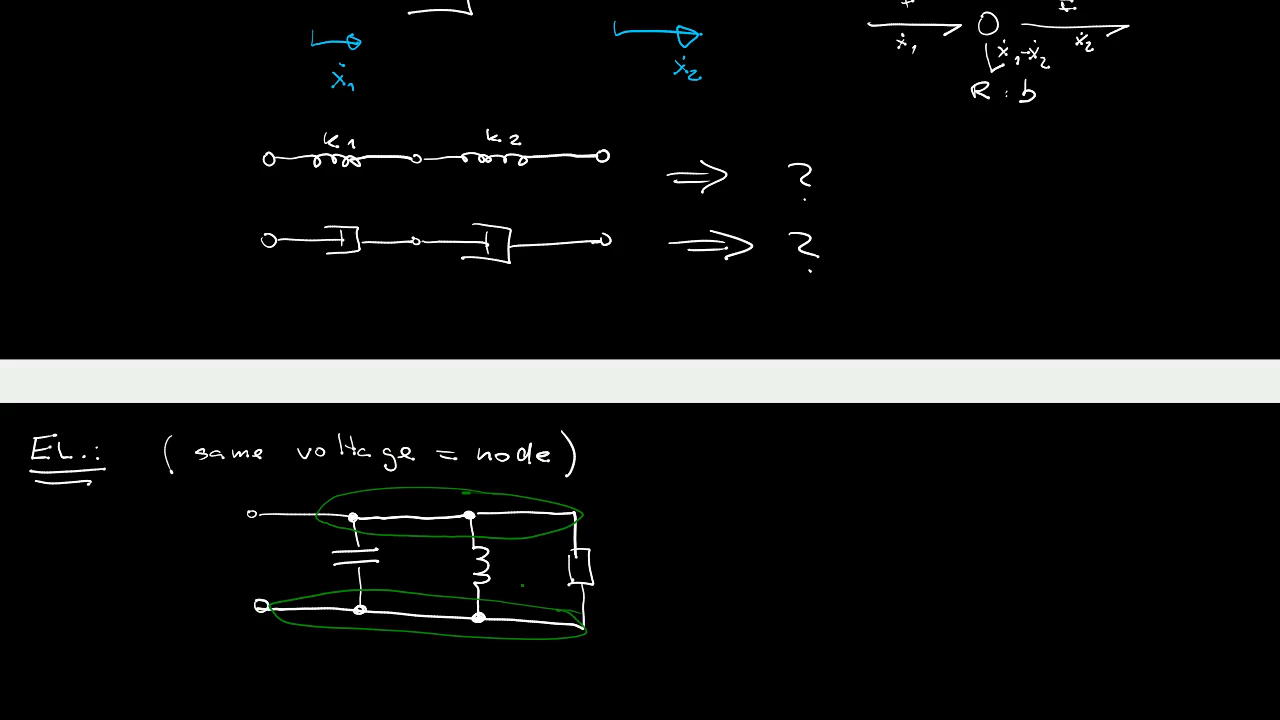 ẋ₁ ẋ₂ ẋ₁ ẋ₁-ẋ₂ ẋ₂
R : b
k₁ k₂
⇒ ?
⇒ ?
EL.: (same voltage = node)